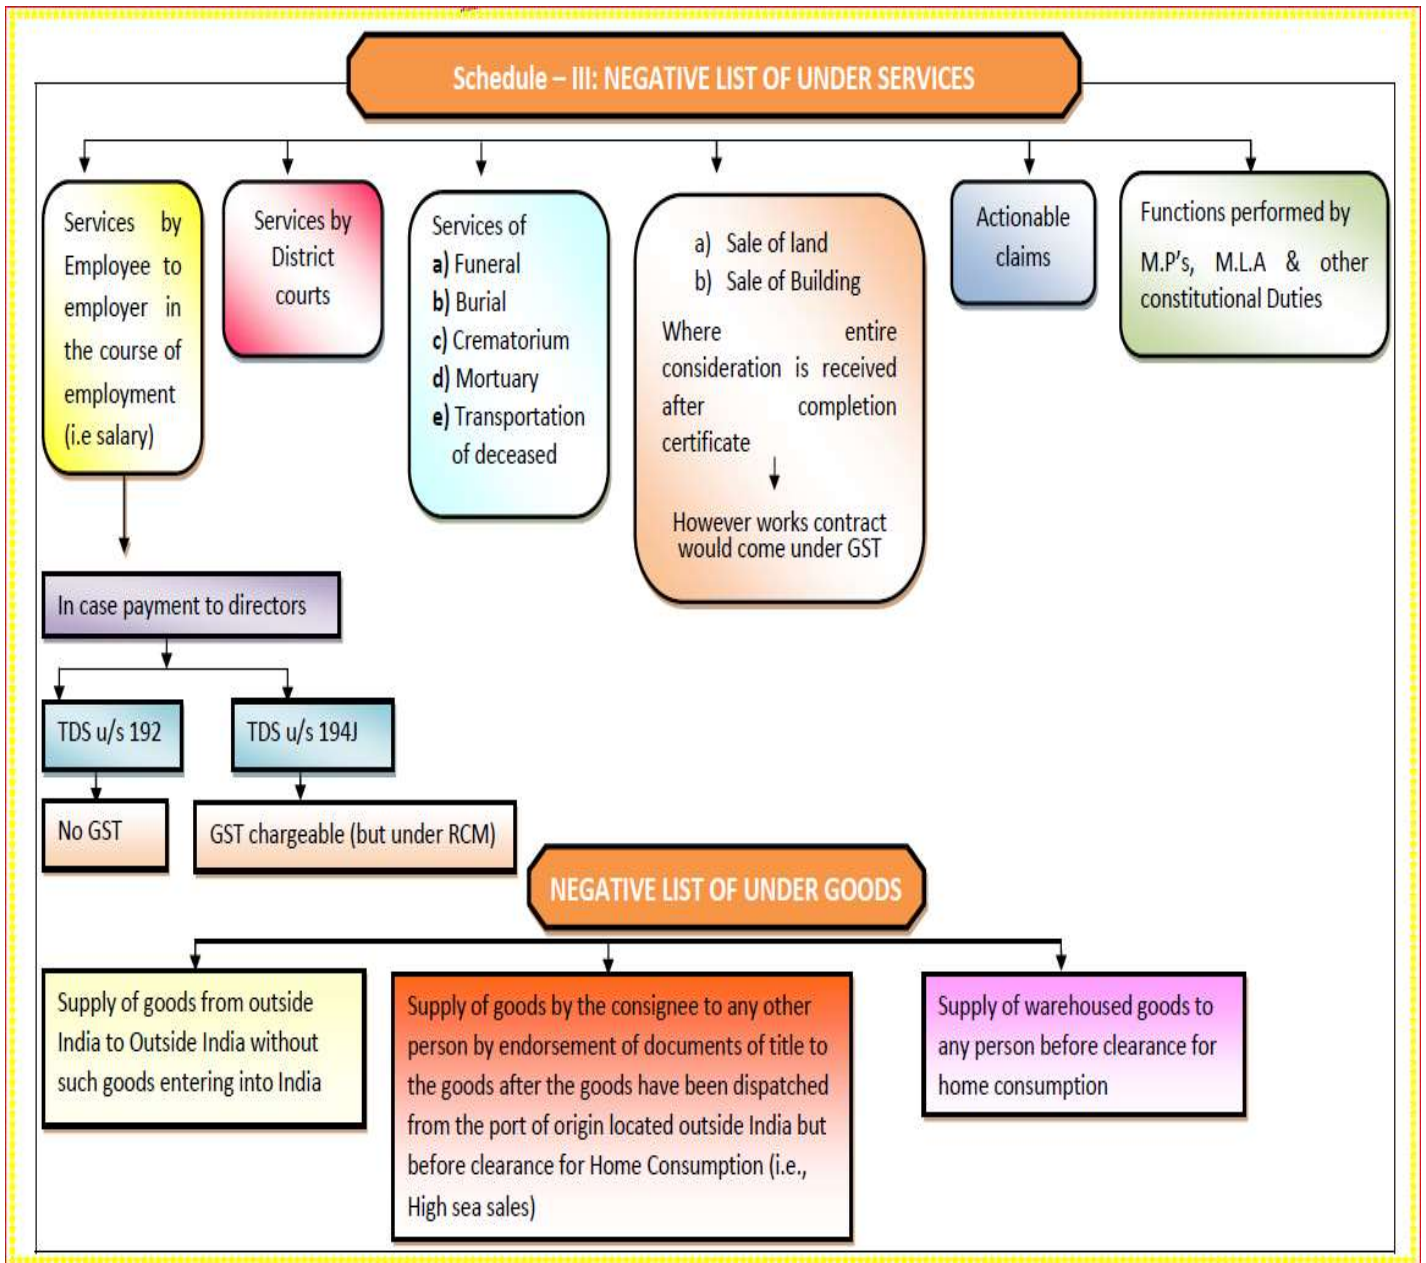 Schedule – III: NEGATIVE LIST OF UNDER SERVICES
Services by
Employee to
employer in
the course of
employment
(i.e salary)
Services by
District
courts
Services of
a) Funeral
b) Burial
c) Crematorium
d) Mortuary
e) Transportation
of deceased
a) Sale of land
b) Sale of Building
Where entire
consideration is received
after completion
certificate
However works contract
would come under GST
Actionable
claims
Functions performed by
M.P's, M.L.A & other
constitutional Duties
In case payment to directors
TDS u/s 192
TDS u/s 194J
No GST
GST chargeable (but under RCM)
NEGATIVE LIST OF UNDER GOODS
Supply of goods from outside
India to Outside India without
such goods entering into India
Supply of goods by the consignee to any other
person by endorsement of documents of title to
the goods after the goods have been dispatched
from the port of origin located outside India but
before clearance for Home Consumption (i.e.,
High sea sales)
Supply of warehoused goods to
any person before clearance for
home consumption